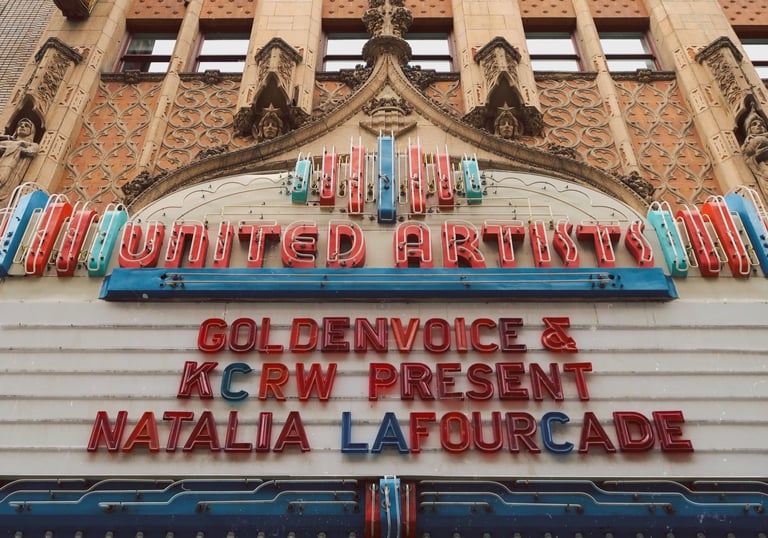 UNITED ARTISTS
GOLDENVOICE &
KCRW PRESENT
NATALIA LAFOURCADE